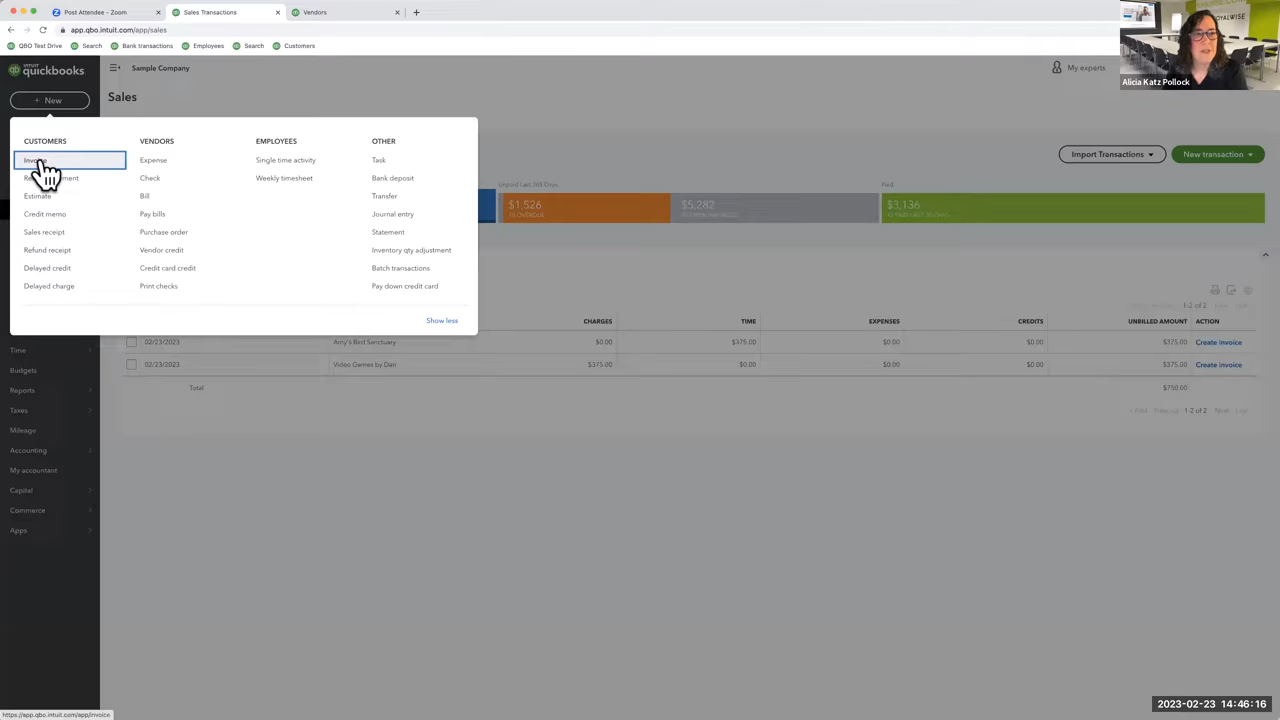 Post Attendee - Zoom
Sales Transactions
Vendors
app.qbo.intuit.com/app/sales
QBO Test Drive
Search
Bank transactions
Employees
Search
Customers
ROYALWISE
Alicia Katz Pollock
INTUIT
quickbooks
Sample Company
My experts
+ New
Sales
CUSTOMERS
Invoice
Estimate
Credit memo
Sales receipt
Refund receipt
Delayed credit
Delayed charge
VENDORS
Expense
Check
Bill
Pay bills
Purchase order
Vendor credit
Credit card credit
Print checks
EMPLOYEES
Single time activity
Weekly timesheet
OTHER
Task
Bank deposit
Transfer
Journal entry
Statement
Inventory qty adjustment
Batch transactions
Pay down credit card
Show less
Import Transactions
New transaction
Unpaid Last 365 Days
Paid
$1,526
$5,282
$3,136
1-2 of 2
CHARGES TIME EXPENSES CREDITS UNBILLED AMOUNT ACTION
02/23/2023 Amy's Bird Sanctuary $0.00 $375.00 $0.00 $0.00 $375.00 Create invoice
02/23/2023 Video Games by Dan $375.00 $0.00 $0.00 $0.00 $375.00 Create invoice
Total $750.00
1-2 of 2
Time
Budgets
Reports
Taxes
Mileage
Accounting
My accountant
Capital
Commerce
Apps
https://app.qbo.intuit.com/app/invoice
2023-02-23 14:46:16